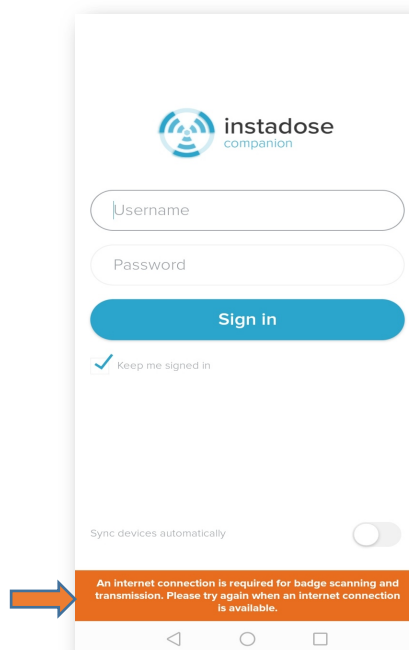 instadose
companion
Username
Password
Sign in
Keep me signed in
Sync devices automatically
An internet connection is required for badge scanning and
transmission. Please try again when an internet connection
is available.